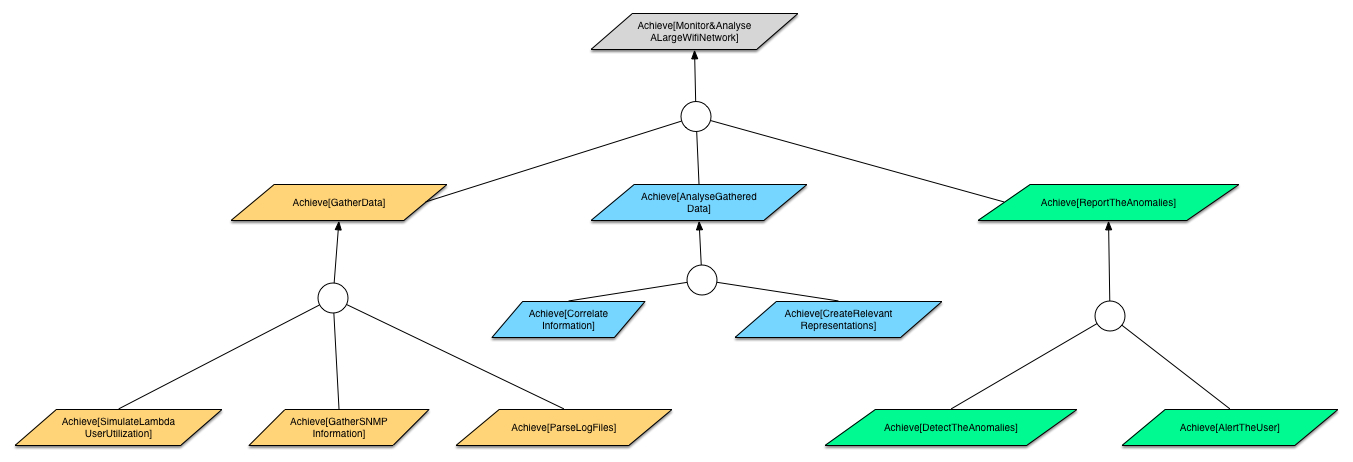 Achieve[Monitor&Analyse
ALargeWifiNetwork]
Achieve[GatherData]
Achieve[AnalyseGathered
Data]
Achieve[ReportTheAnomalies]
Achieve[Correlate
Information]
Achieve[CreateRelevant
Representations]
Achieve[SimulateLambda
UserUtilization]
Achieve[GatherSNMP
Information]
Achieve[ParseLogFiles]
Achieve[DetectTheAnomalies]
Achieve[AlertTheUser]